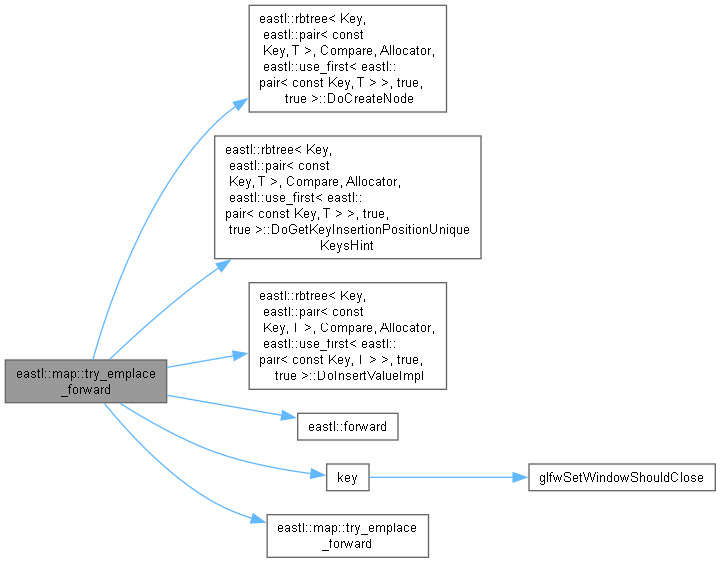 eastl::rbtree< Key,
eastl::pair< const
Key, T >, Compare, Allocator,
eastl::use_first< eastl::
pair< const Key, T > >, true,
true >::DoCreateNode
eastl::rbtree< Key,
eastl::pair< const
Key, T >, Compare, Allocator,
eastl::use_first< eastl::
pair< const Key, T > >, true,
true >::DoGetKeyInsertionPositionUnique
KeysHint
eastl::rbtree< Key,
eastl::pair< const
Key, T >, Compare, Allocator,
eastl::use_first< eastl::
pair< const Key, T > >, true,
true >::DoInsertValueImpl
eastl::map::try_emplace
_forward
eastl::forward
key
glfwSetWindowShouldClose
eastl::map::try_emplace
_forward